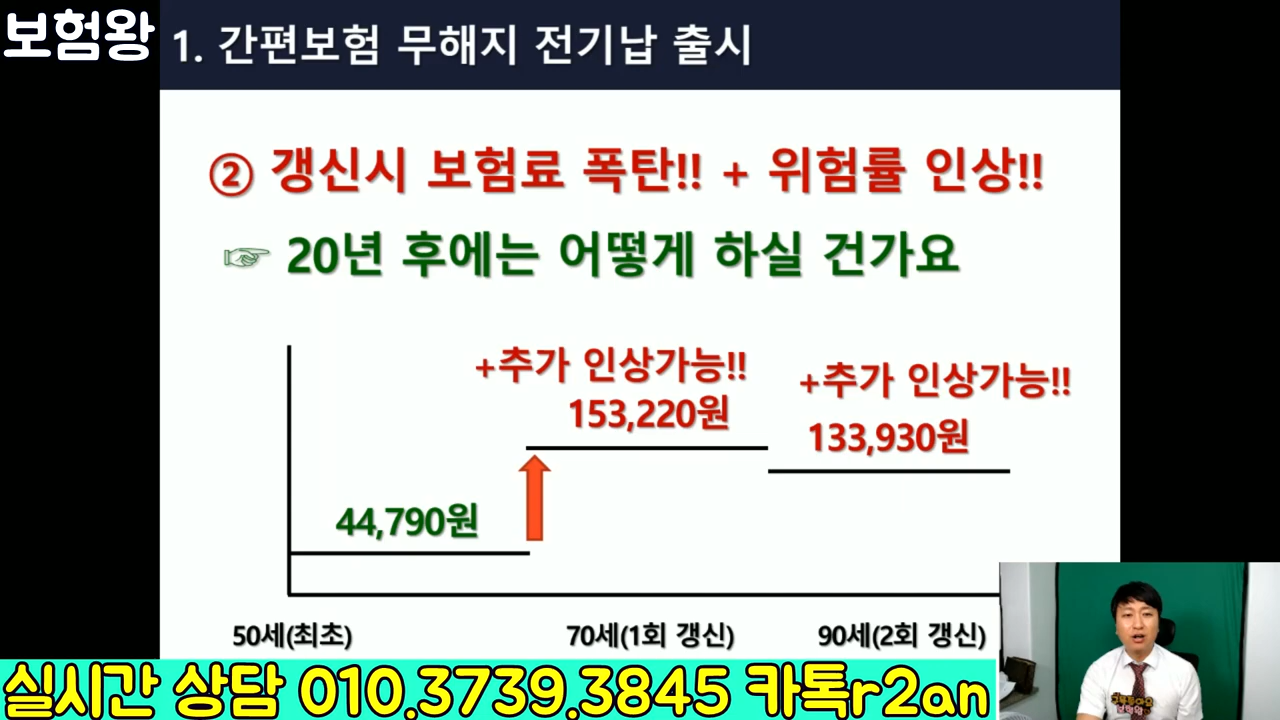 보험왕
1. 간편보험 무해지 전기납 출시
② 갱신시 보험료 폭탄!! + 위험률 인상!!
☞ 20년 후에는 어떻게 하실 건가요
+추가 인상가능!!
153,220원
+추가 인상가능!!
133,930원
44,790원
50세(최초)
70세(1회 갱신)
90세(2회 갱신)
실시간 상담 010.3739.3845 카톡r2an